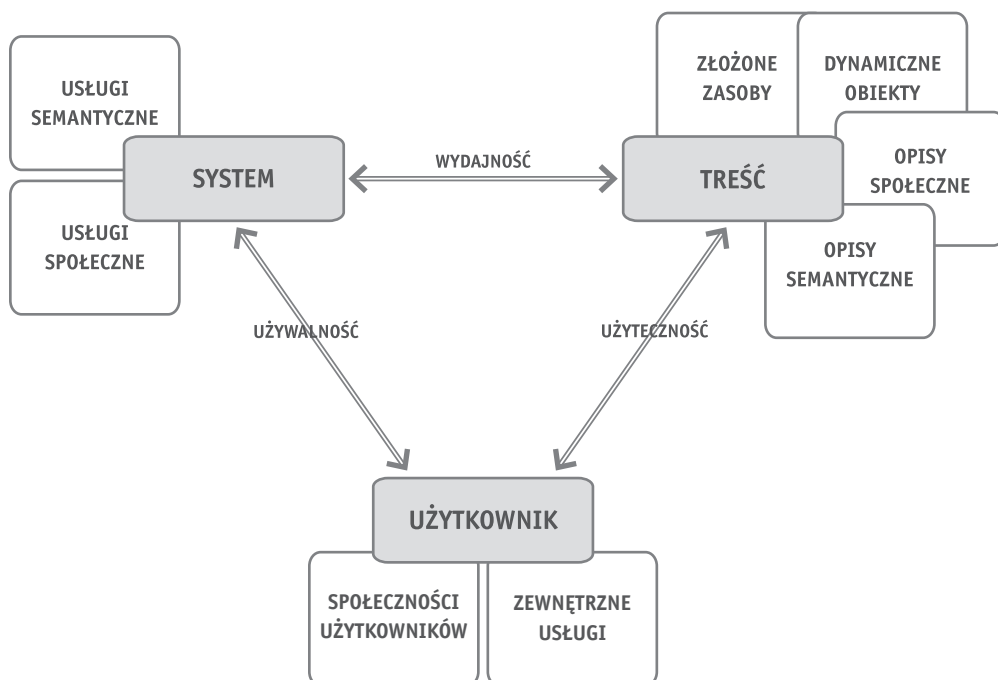 USŁUGI
SEMANTYCZNE
SYSTEM
USŁUGI
SPOŁECZNE
WYDAJNOŚĆ
ZŁOŻONE
ZASOBY
DYNAMICZNE
OBIEKTY
TREŚĆ
OPISY
SPOŁECZNE
OPISY
SEMANTYCZNE
UŻYWALNOŚĆ
UŻYTECZNOŚĆ
UŻYTKOWNIK
SPOŁECZNOŚCI
UŻYTKOWNIKÓW
ZEWNĘTRZNE
USŁUGI